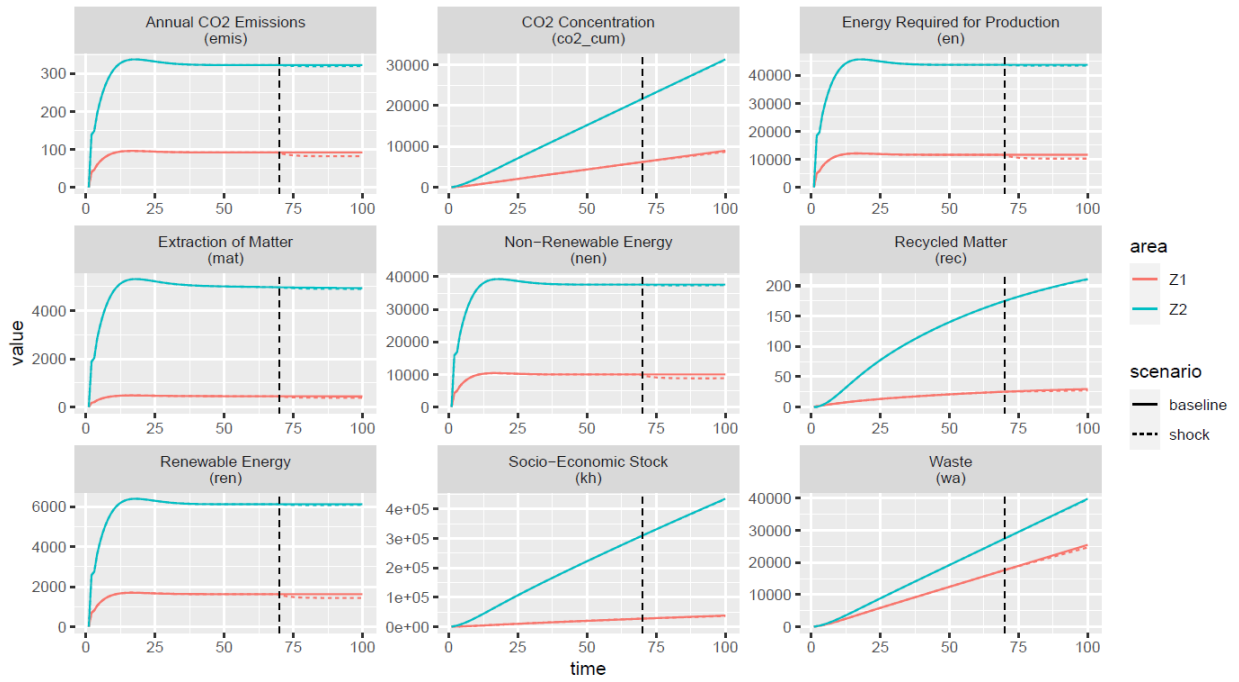 Annual CO2 Emissions
(emis)
CO2 Concentration
(co2_cum)
Energy Required for Production
(en)
300
200
100
0
0 25 50 75 100
30000
20000
10000
0
0 25 50 75 100
40000
30000
20000
10000
0
0 25 50 75 100
Extraction of Matter
(mat)
Non-Renewable Energy
(nen)
Recycled Matter
(rec)
4000
2000
0
0 25 50 75 100
40000
30000
20000
10000
0
0 25 50 75 100
200
150
100
50
0
0 25 50 75 100
Renewable Energy
(ren)
Socio-Economic Stock
(kh)
Waste
(wa)
6000
4000
2000
0
0 25 50 75 100
4e+05
3e+05
2e+05
1e+05
0e+00
0 25 50 75 100
40000
30000
20000
10000
0
0 25 50 75 100
value
time
area
Z1
Z2
scenario
baseline
shock